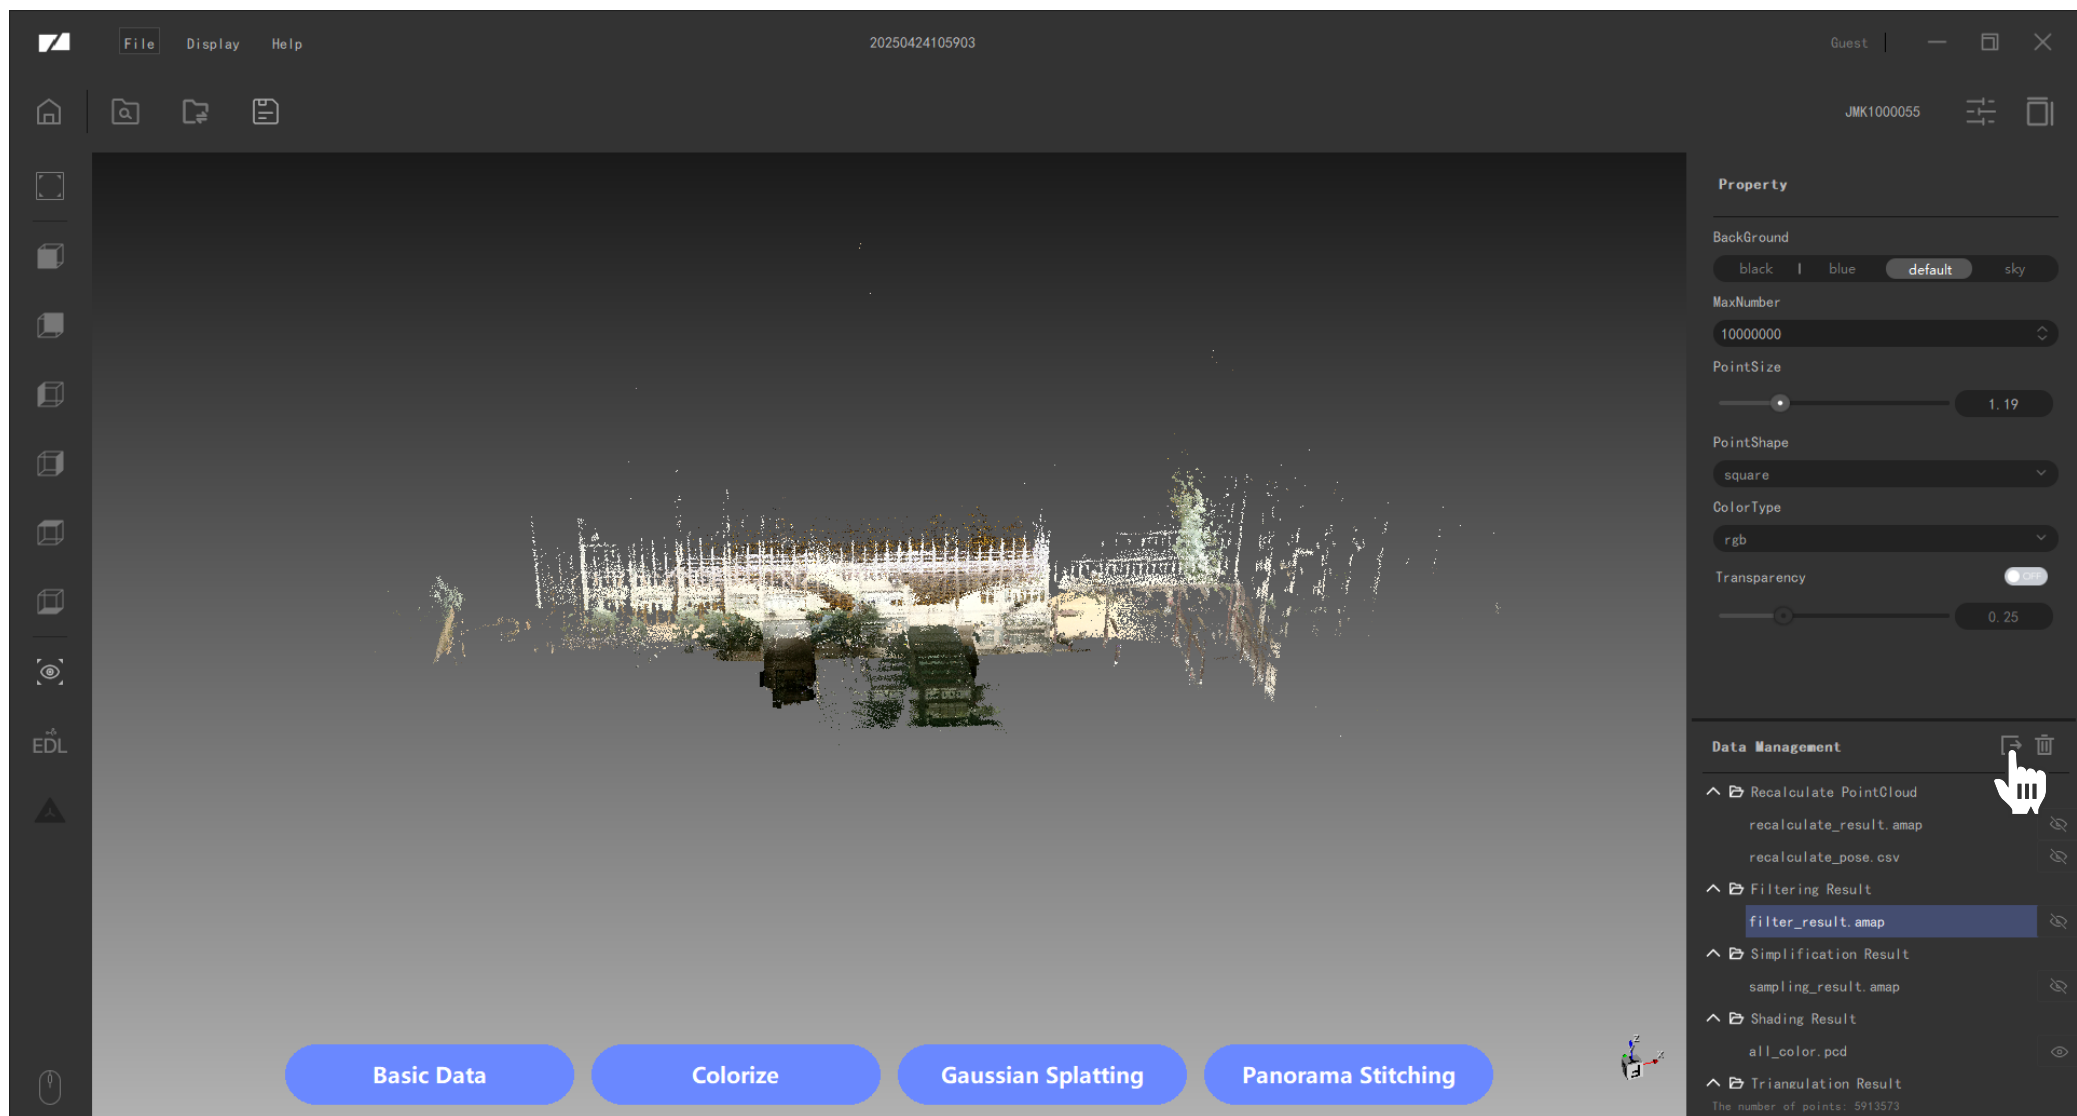 File Display Help 20250424105903 Guest
JMK1000055
Property
BackGround
black blue default sky
MaxNumber
10000000
PointSize
1.19
PointShape
square
ColorType
rgb
Transparency OFF
0.25
EDL
Data Management
Recalculate PointCloud
recalculate_result.amap
recalculate_pose.csv
Filtering Result
filter_result.amap
Simplification Result
sampling_result.amap
Shading Result
all_color.pcd
Triangulation Result
The number of points: 5913573
Basic Data Colorize Gaussian Splatting Panorama Stitching
Z
X
F